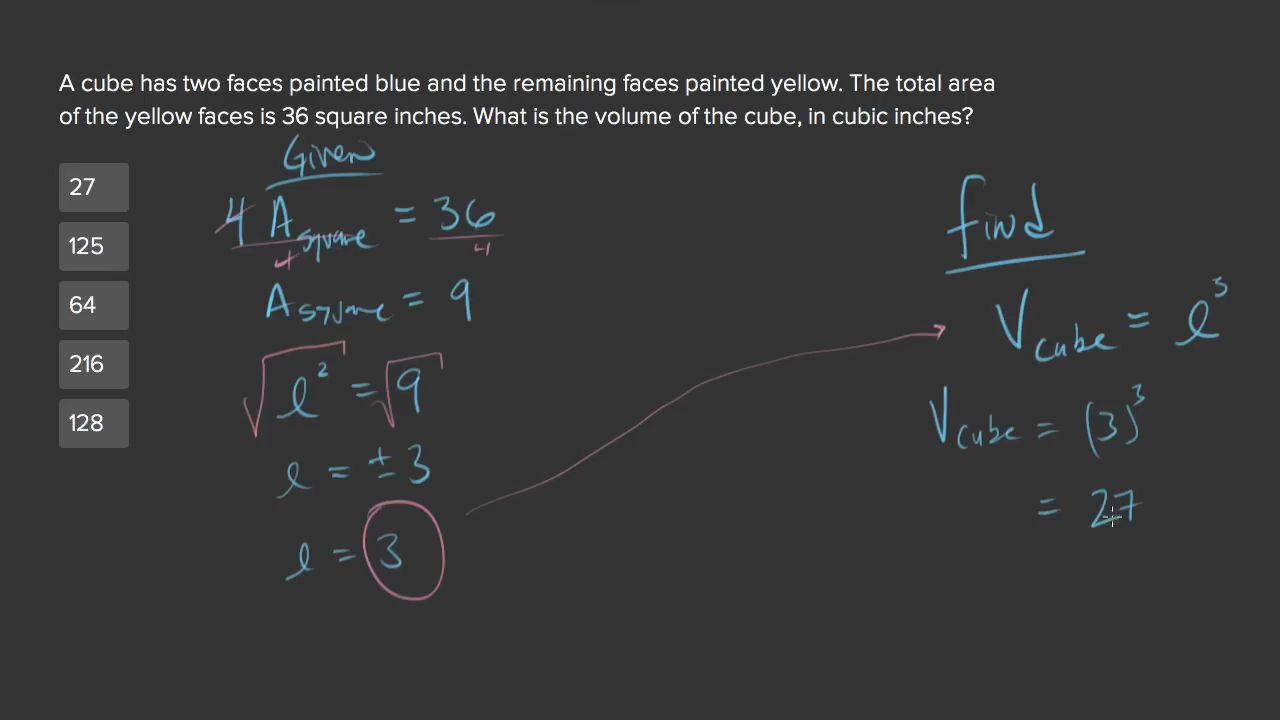 A cube has two faces painted blue and the remaining faces painted yellow. The total area
of the yellow faces is 36 square inches. What is the volume of the cube, in cubic inches?
27
125
64
216
128
Given
4 A square = 36
4 4
A square = 9
√l² = √9
l = ± 3
l = 3
find
V cube = l³
V cube = (3)³
= 27